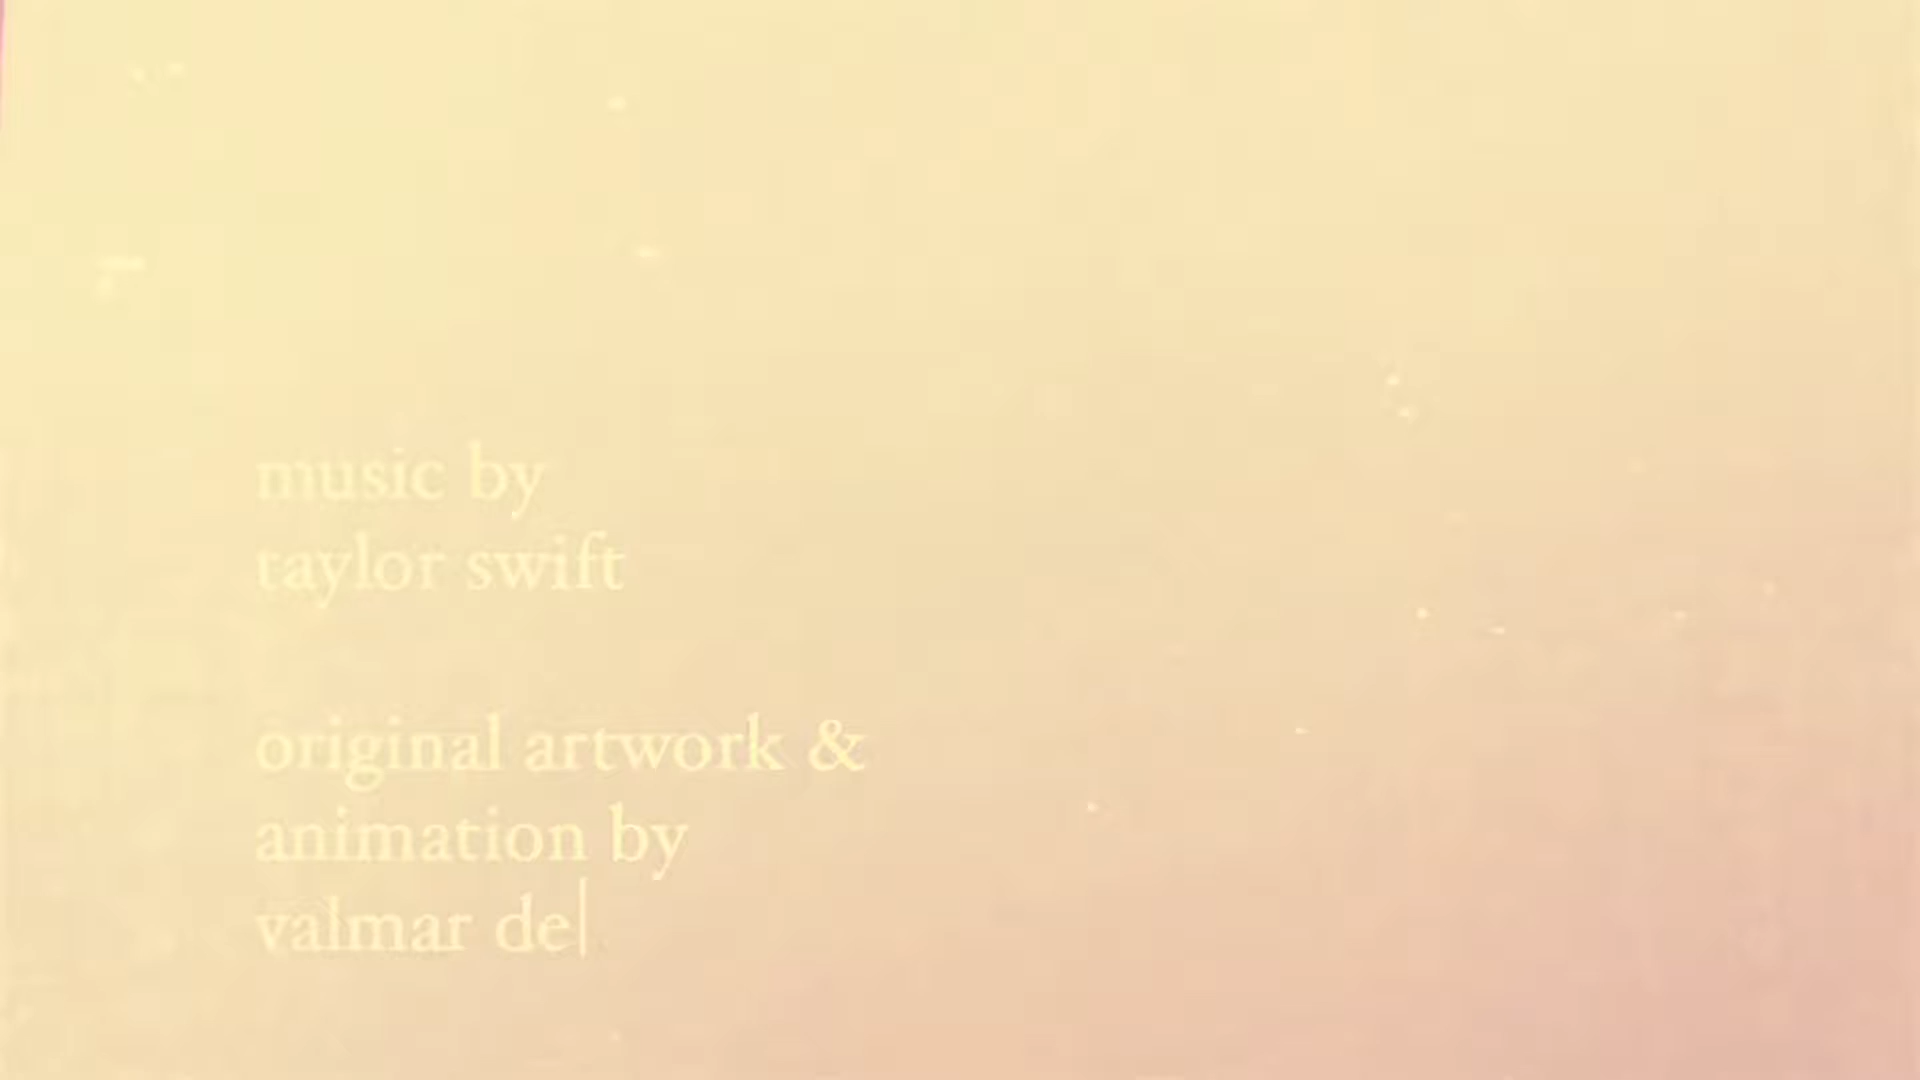 music by
taylor swift
original artwork &
animation by
valmar de|